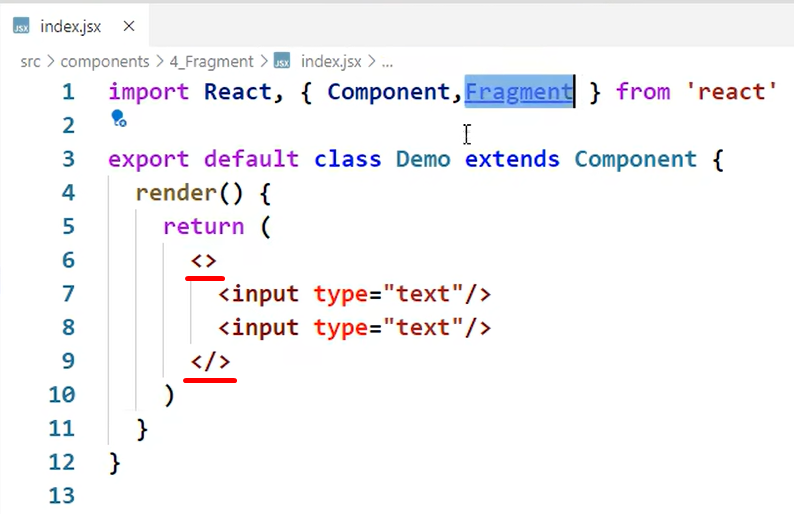 JSX index.jsx ×
src > components > 4_Fragment > JSX index.jsx > ...
1 import React, { Component,Fragment } from 'react'
2
3 export default class Demo extends Component {
4 render() {
5 return (
6 <>
7 <input type="text"/>
8 <input type="text"/>
9 </>
10 )
11 }
12 }
13